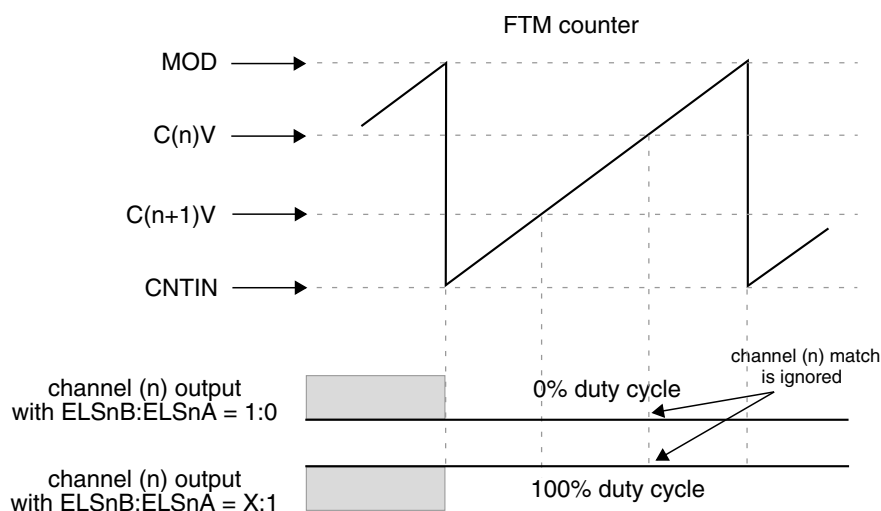 FTM counter
MOD
C(n)V
C(n+1)V
CNTIN
channel (n) match
is ignored
channel (n) output
with ELSnB:ELSnA = 1:0
0% duty cycle
channel (n) output
with ELSnB:ELSnA = X:1
100% duty cycle